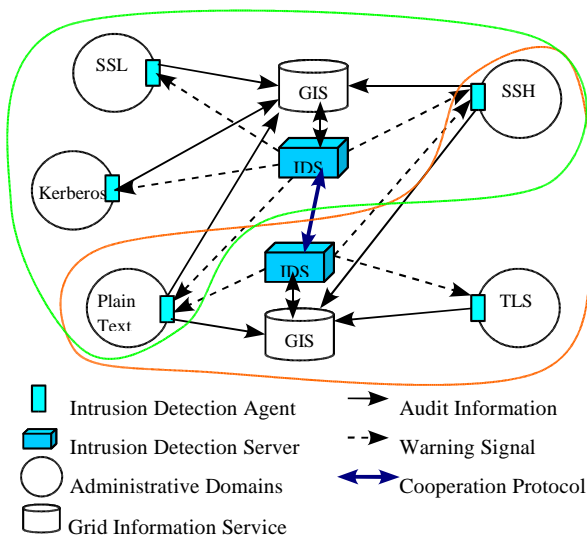 SSL
GIS
SSH
IDS
Kerberos
IDS
Plain
Text
TLS
GIS
Intrusion Detection Agent
Audit Information
Intrusion Detection Server
Warning Signal
Administrative Domains
Cooperation Protocol
Grid Information Service